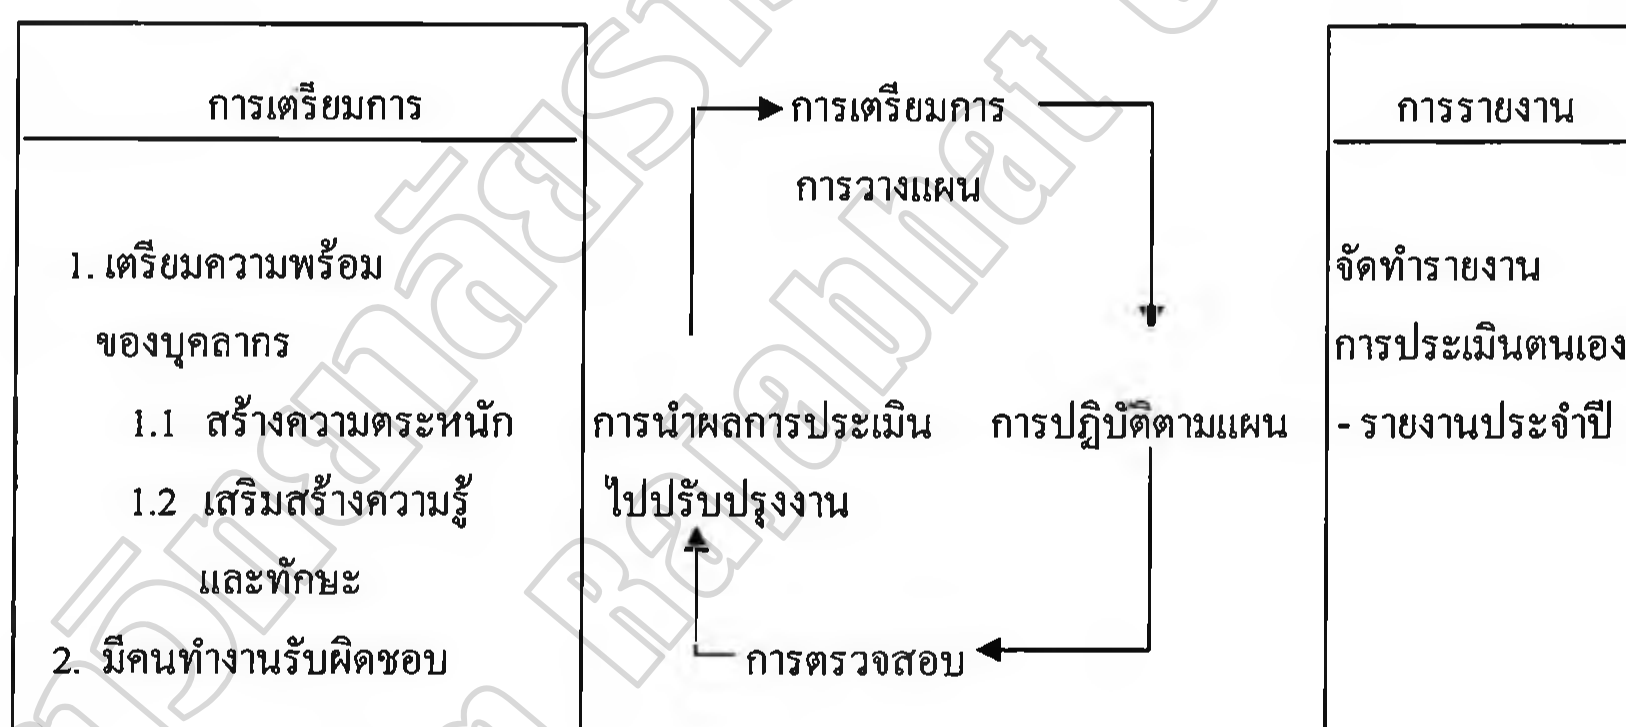 การเตรียมการ
1. เตรียมความพร้อม
ของบุคลากร
1.1 สร้างความตระหนัก
1.2 เสริมสร้างความรู้
และทักษะ
2. มีคนทำงานรับผิดชอบ
การเตรียมการ
การวางแผน
การนำผลการประเมิน
ไปปรับปรุงงาน
การปฏิบัติตามแผน
การตรวจสอบ
การรายงาน
จัดทำรายงาน
การประเมินตนเอง
- รายงานประจำปี
Rajabhat